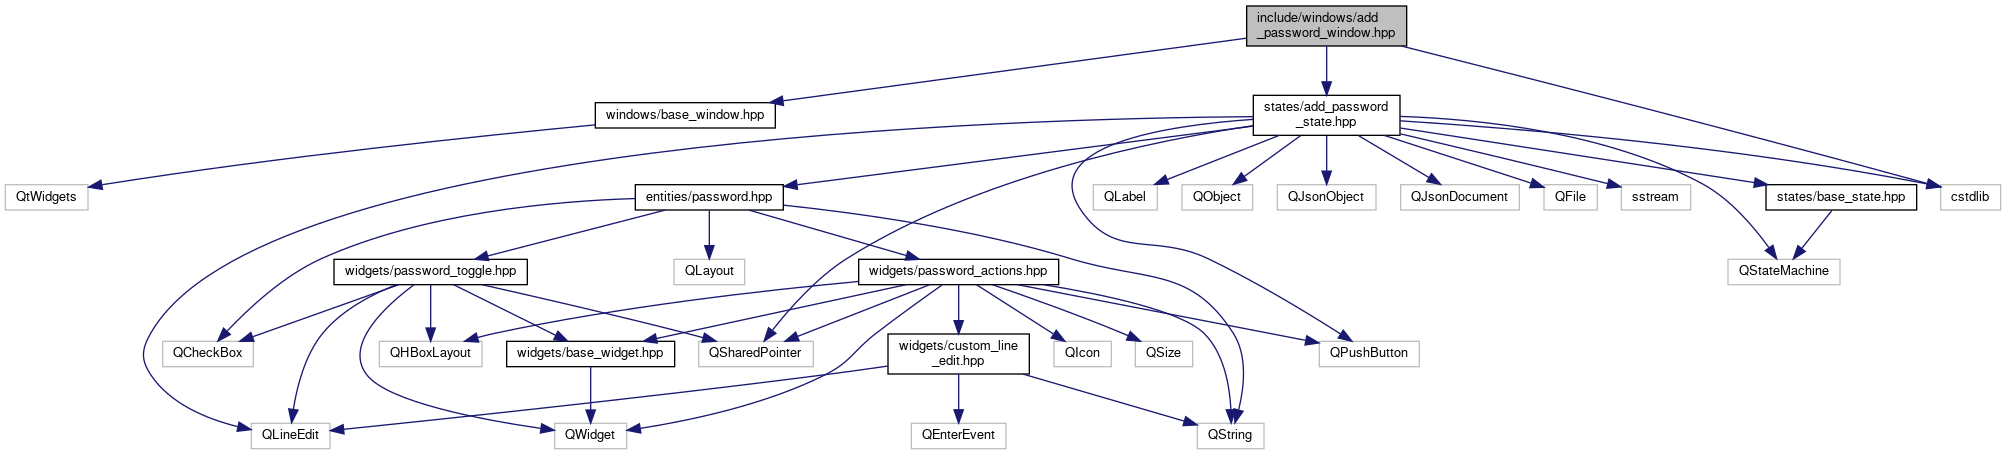 include/windows/add
_password_window.hpp
windows/base_window.hpp
states/add_password
_state.hpp
QtWidgets
entities/password.hpp
QLabel
QObject
QJsonObject
QJsonDocument
QFile
sstream
states/base_state.hpp
cstdlib
widgets/password_toggle.hpp
QLayout
widgets/password_actions.hpp
QStateMachine
QCheckBox
QHBoxLayout
widgets/base_widget.hpp
QSharedPointer
widgets/custom_line
_edit.hpp
QIcon
QSize
QPushButton
QLineEdit
QWidget
QEnterEvent
QString